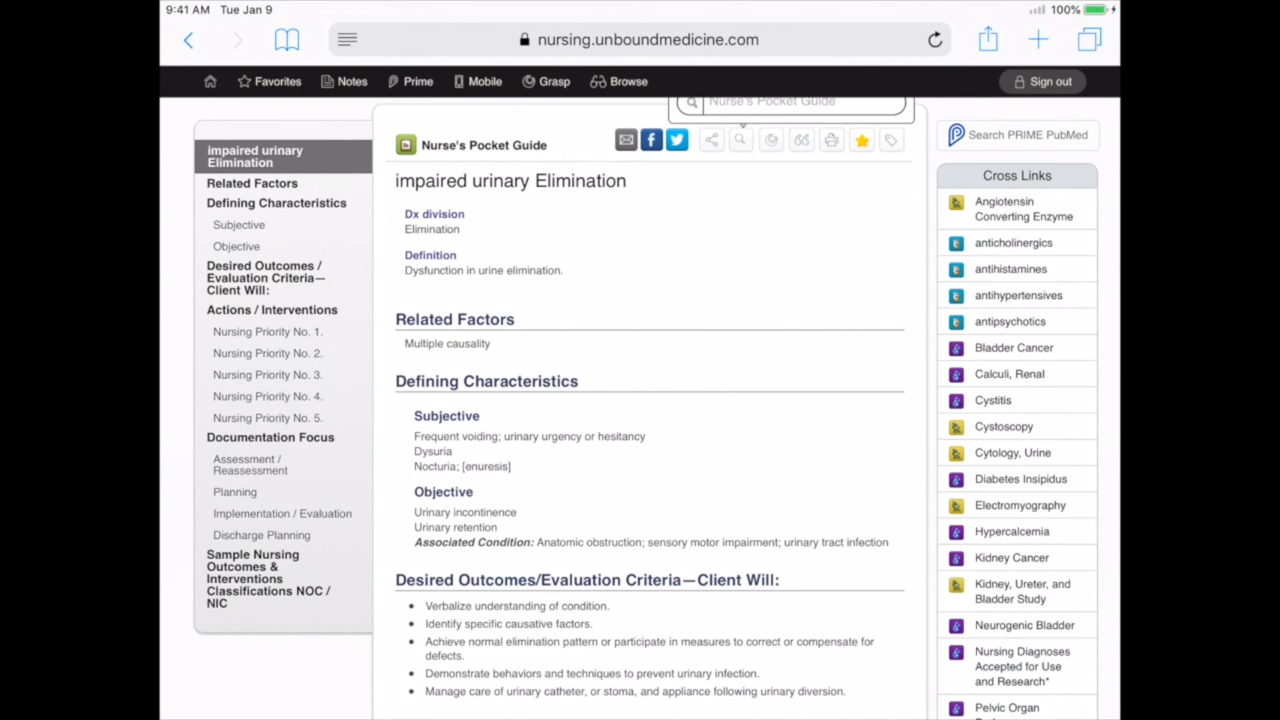 9:41 AM Tue Jan 9
100%
nursing.unboundmedicine.com
Favorites Notes Prime Mobile Grasp Browse Sign out
Nurse's Pocket Guide
impaired urinary
Elimination
Related Factors
Defining Characteristics
Subjective
Objective
Desired Outcomes /
Evaluation Criteria—
Client Will:
Actions / Interventions
Nursing Priority No. 1.
Nursing Priority No. 2.
Nursing Priority No. 3.
Nursing Priority No. 4.
Nursing Priority No. 5.
Documentation Focus
Assessment /
Reassessment
Planning
Implementation / Evaluation
Discharge Planning
Sample Nursing
Outcomes &
Interventions
Classifications NOC /
NIC
Nurse's Pocket Guide
impaired urinary Elimination
Dx division
Elimination
Definition
Dysfunction in urine elimination.
Related Factors
Multiple causality
Defining Characteristics
Subjective
Frequent voiding; urinary urgency or hesitancy
Dysuria
Nocturia; [enuresis]
Objective
Urinary incontinence
Urinary retention
Associated Condition: Anatomic obstruction; sensory motor impairment; urinary tract infection
Desired Outcomes/Evaluation Criteria—Client Will:
Verbalize understanding of condition.
Identify specific causative factors.
Achieve normal elimination pattern or participate in measures to correct or compensate for
defects.
Demonstrate behaviors and techniques to prevent urinary infection.
Manage care of urinary catheter, or stoma, and appliance following urinary diversion.
Search PRIME PubMed
Cross Links
Angiotensin
Converting Enzyme
anticholinergics
antihistamines
antihypertensives
antipsychotics
Bladder Cancer
Calculi, Renal
Cystitis
Cystoscopy
Cytology, Urine
Diabetes Insipidus
Electromyography
Hypercalcemia
Kidney Cancer
Kidney, Ureter, and
Bladder Study
Neurogenic Bladder
Nursing Diagnoses
Accepted for Use
and Research*
Pelvic Organ